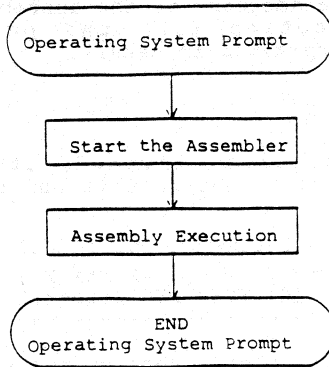 Operating System Prompt
Start the Assembler
Assembly Execution
END
Operating System Prompt